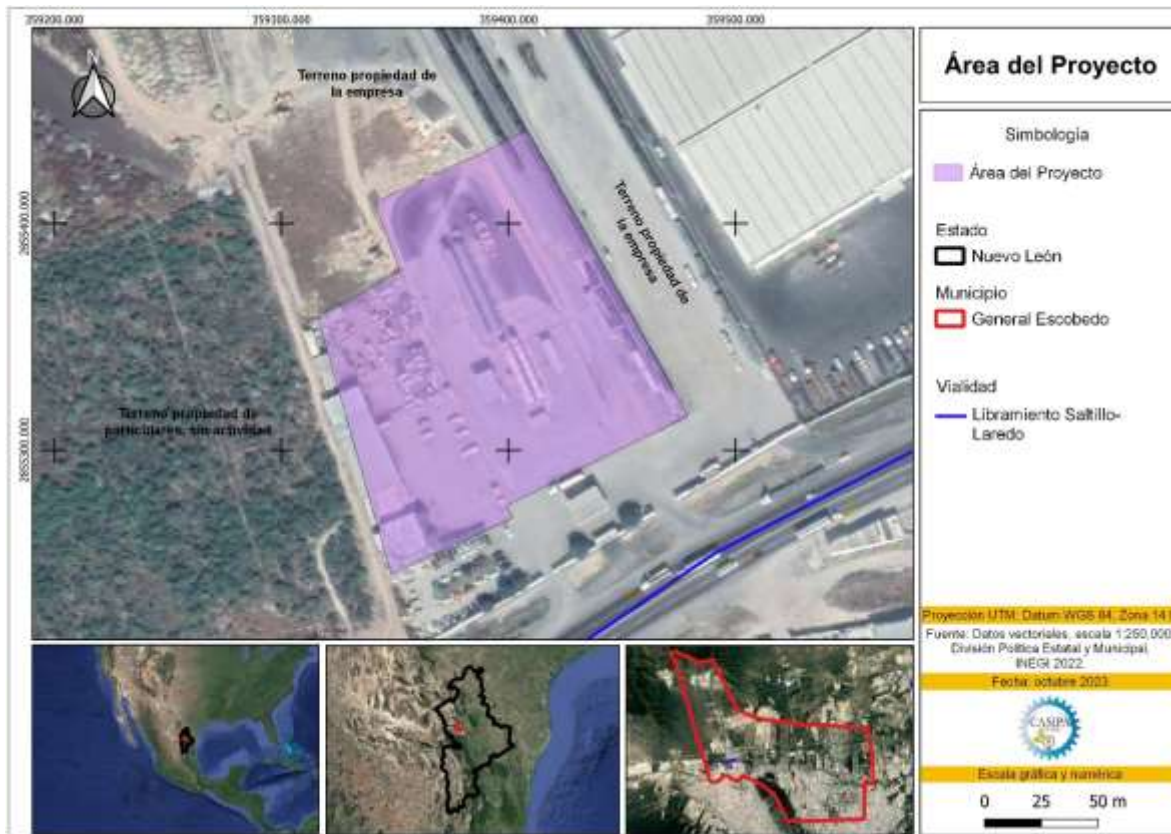 359200.000
359300.000
359400.000
359500.000
N
Terreno propiedad de
la empresa
Terreno propiedad de
la empresa
Terreno propiedad de
particulares, sin actividad
2855400.000
2855300.000
Área del Proyecto
Simbología
Área del Proyecto
Estado
Nuevo León
Municipio
General Escobedo
Vialidad
Libramiento Saltillo-
Laredo
Proyección UTM, Datum WGS 84, Zona 14
Fuente: Datos vectoriales, escala 1:250,000
División Política Estatal y Municipal,
INEGI 2022.
Fecha: octubre 2023
CASIPA
Escala gráfica y numérica
0 25 50 m